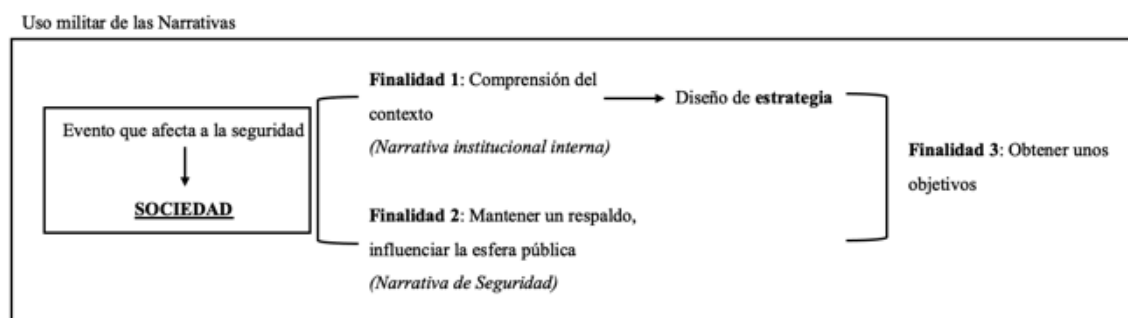 Uso militar de las Narrativas
Evento que afecta a la seguridad
SOCIEDAD
Finalidad 1: Comprensión del
contexto
(Narrativa institucional interna)
Diseño de estrategia
Finalidad 2: Mantener un respaldo,
influenciar la esfera pública
(Narrativa de Seguridad)
Finalidad 3: Obtener unos
objetivos